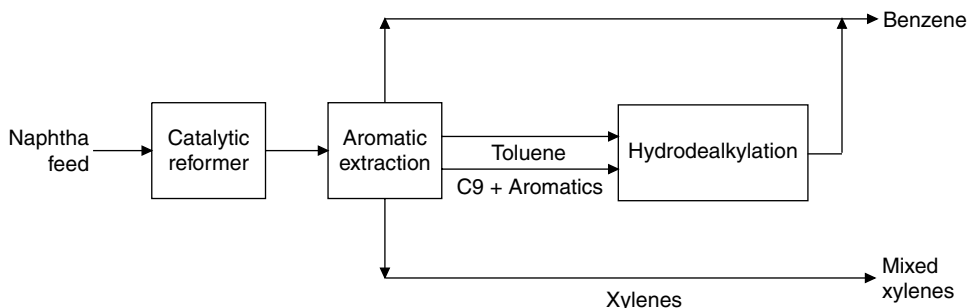 Benzene
Naphtha
feed
Catalytic
reformer
Aromatic
extraction
Toluene
C9 + Aromatics
Hydrodealkylation
Xylenes
Mixed
xylenes